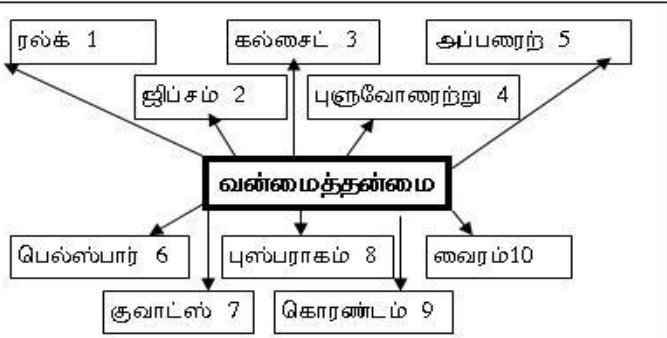 ரல்க் 1
கல்சைட் 3
அப்பரைற் 5
ஜிப்சம் 2
புளுவோரைற்று 4
வன்மைத்தன்மை
பெல்ஸ்பார் 6
புஸ்பராகம் 8
வைரம்10
குவாட்ஸ் 7
கொரண்டம் 9